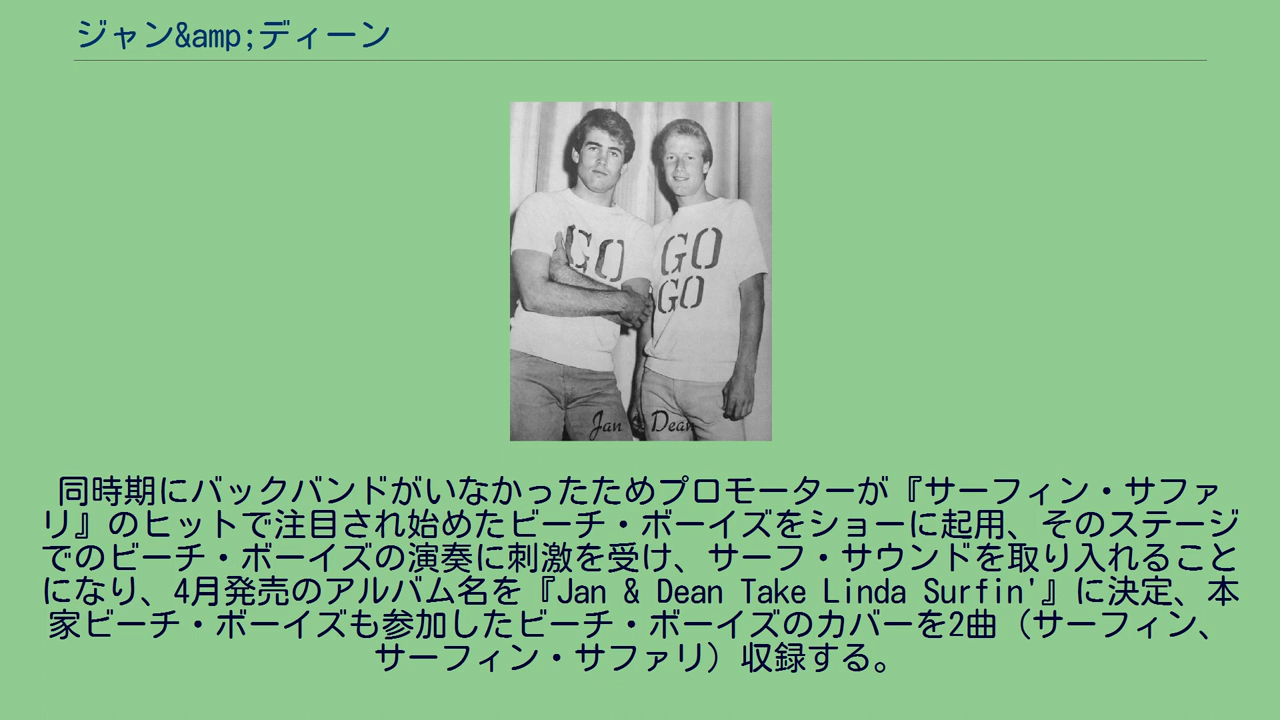 ジャン&amp;ディーン
GO
GO
GO
Jan & Dean
同時期にバックバンドがいなかったためプロモーターが『サーフィン・サファ
リ』のヒットで注目され始めたビーチ・ボーイズをショーに起用、そのステージ
でのビーチ・ボーイズの演奏に刺激を受け、サーフ・サウンドを取り入れること
になり、4月発売のアルバム名を『Jan & Dean Take Linda Surfin'』に決定、本
家ビーチ・ボーイズも参加したビーチ・ボーイズのカバーを2曲（サーフィン、
サーフィン・サファリ）収録する。